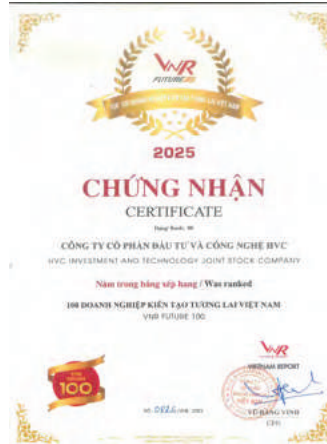 VNR
FUTURE100
2025
CHỨNG NHẬN
CERTIFICATE
CÔNG TY CỔ PHẦN ĐẦU TƯ VÀ CÔNG NGHỆ HVC
HVC INVESTMENT AND TECHNOLOGY JOINT STOCK COMPANY
Nằm trong bảng xếp hạng / Was ranked
100 DOANH NGHIỆP KIẾN TẠO TƯƠNG LAI VIỆT NAM
VNR FUTURE 100
100
VNR
VIETNAM REPORT
VŨ ĐĂNG VINH
CEO